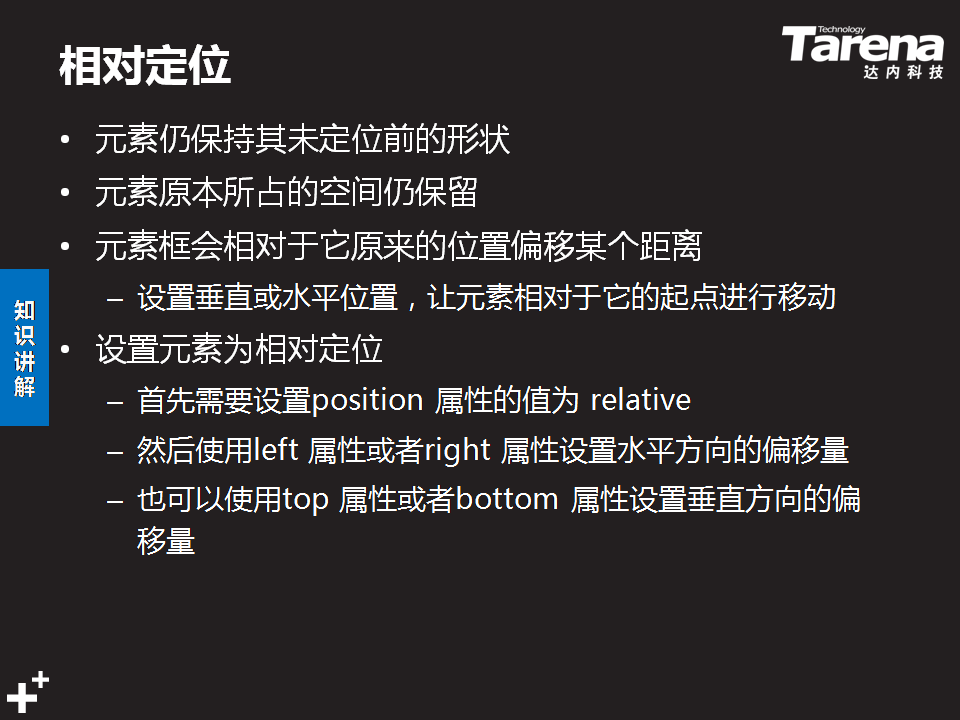 相对定位
Technology
Tarena
达内科技
• 元素仍保持其未定位前的形状
• 元素原本所占的空间仍保留
• 元素框会相对于它原来的位置偏移某个距离
– 设置垂直或水平位置，让元素相对于它的起点进行移动
• 设置元素为相对定位
– 首先需要设置position 属性的值为 relative
– 然后使用left 属性或者right 属性设置水平方向的偏移量
– 也可以使用top 属性或者bottom 属性设置垂直方向的偏
移量
知
识
讲
解